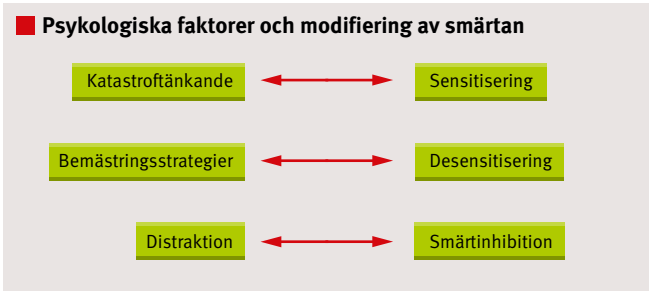 Psykologiska faktorer och modifiering av smärtan
Katastroftänkande Sensitisering
Bemästringsstrategier Desensitisering
Distraktion Smärtinhibition